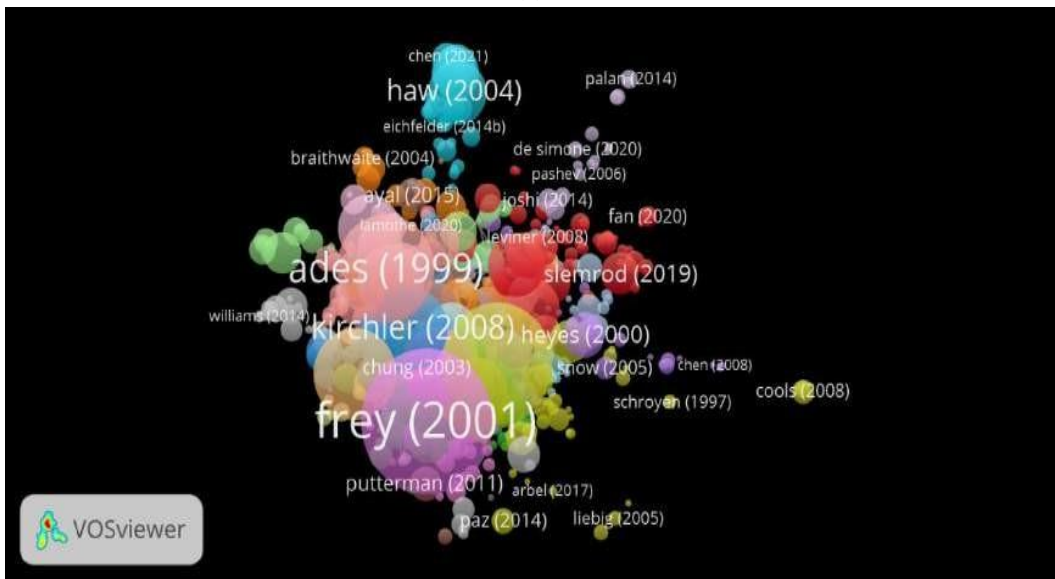 chen (2021)
palan (2014)
haw (2004)
eichfelder (2014b)
de simone (2020)
braithwaite (2004)
pashev (2006)
ayal (2015)
joshi (2014)
fan (2020)
lamothe (2020)
leviner (2008)
ades (1999)
slemrod (2019)
williams (2014)
kirchler (2008)
heyes (2000)
chung (2003)
snow (2005)
chen (2008)
cools (2008)
schroyen (1997)
frey (2001)
putterman (2011)
arbel (2017)
paz (2014)
liebig (2005)
VOSviewer